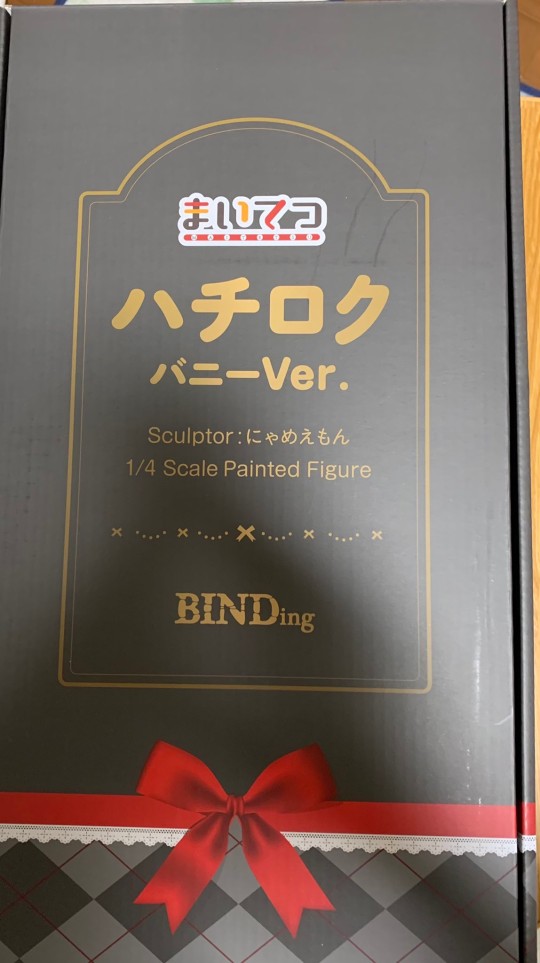 まいてつ
ハチロク
バニーVer.
Sculptor:にゃめえもん
1/4 Scale Painted Figure
BINDing